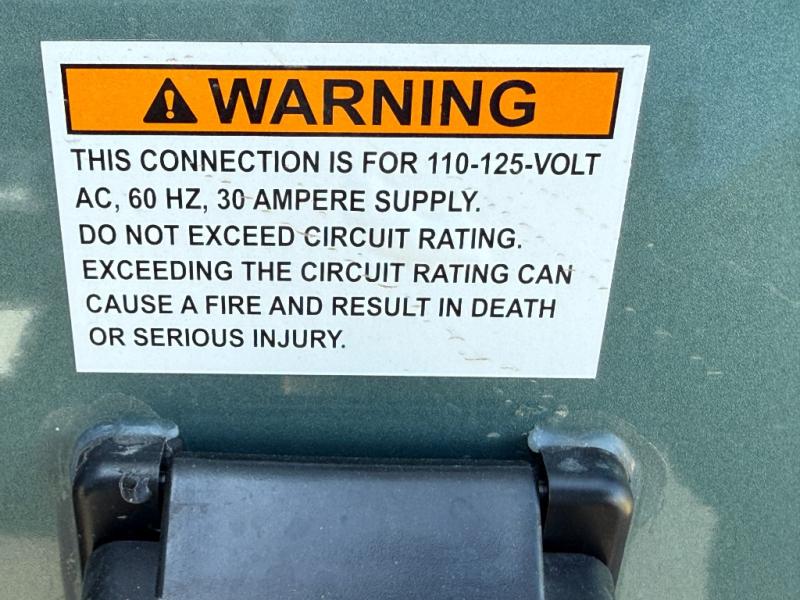 WARNING
THIS CONNECTION IS FOR 110-125-VOLT
AC, 60 HZ, 30 AMPERE SUPPLY.
DO NOT EXCEED CIRCUIT RATING.
EXCEEDING THE CIRCUIT RATING CAN
CAUSE A FIRE AND RESULT IN DEATH
OR SERIOUS INJURY.